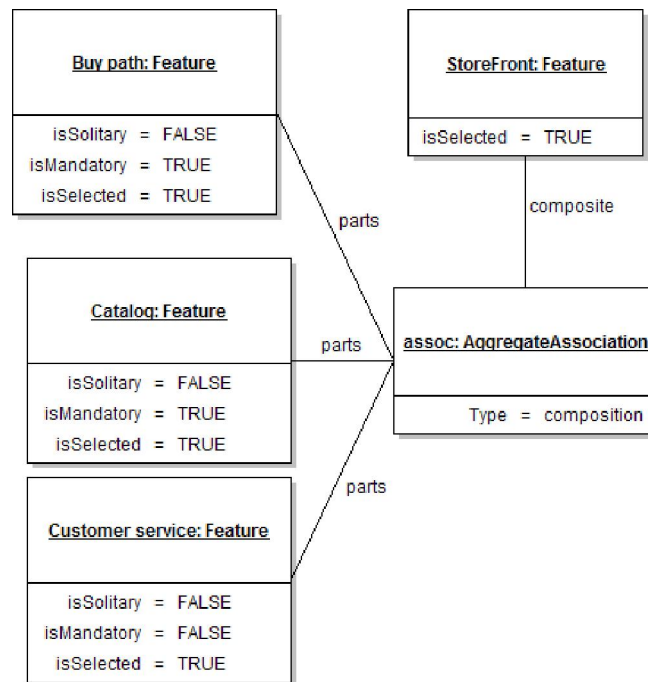 Buy path: Feature
isSolitary = FALSE
isMandatory = TRUE
isSelected = TRUE
StoreFront: Feature
isSelected = TRUE
composite
parts
Catalog: Feature
isSolitary = FALSE
isMandatory = TRUE
isSelected = TRUE
parts
assoc: AggregateAssociation
Type = composition
parts
Customer service: Feature
isSolitary = FALSE
isMandatory = FALSE
isSelected = TRUE